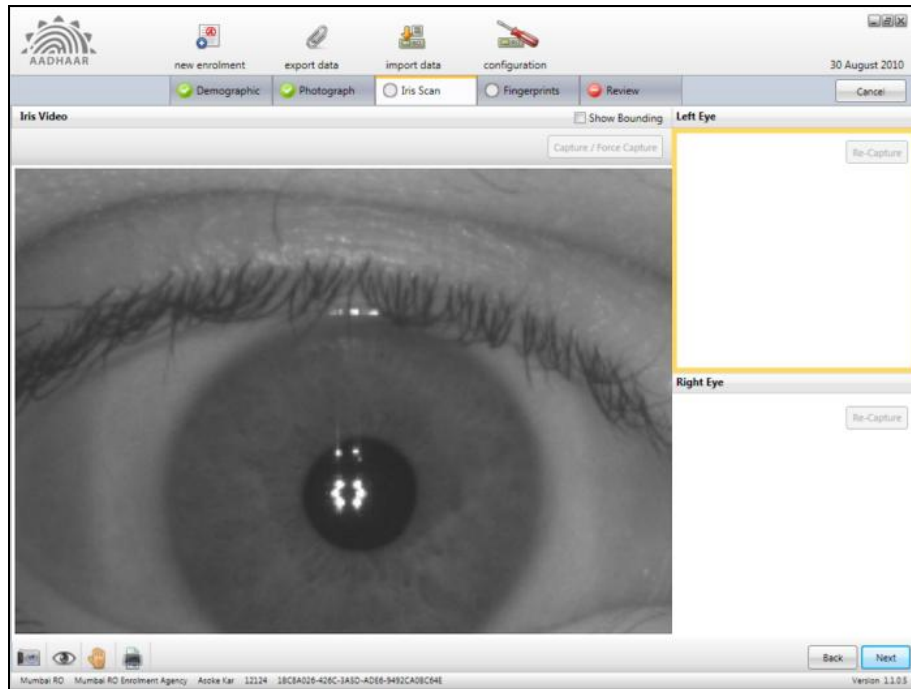 AADHAAR
new enrolment export data import data configuration
30 August 2010
Demographic Photograph Iris Scan Fingerprints Review Cancel
Iris Video Show Bounding Left Eye
Capture / Force Capture Re-Capture
Right Eye
Re-Capture
Back Next
Mumbai RO Mumbai RO Enrolment Agency Asoke Kar 12124
Version 1.1.0.5